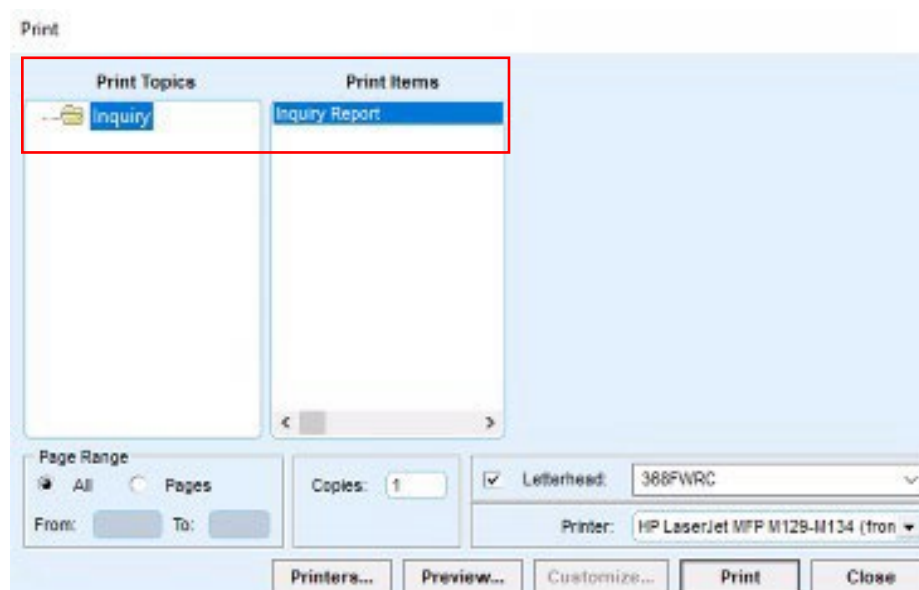 Print
Print Topics Print Items
Inquiry Inquiry Report
Page Range
All Pages Copies: 1 Letterhead: 368FWRC
From: To: Printer: HP LaserJet MFP M129-M134 (fron
Printers... Preview... Customize... Print Close